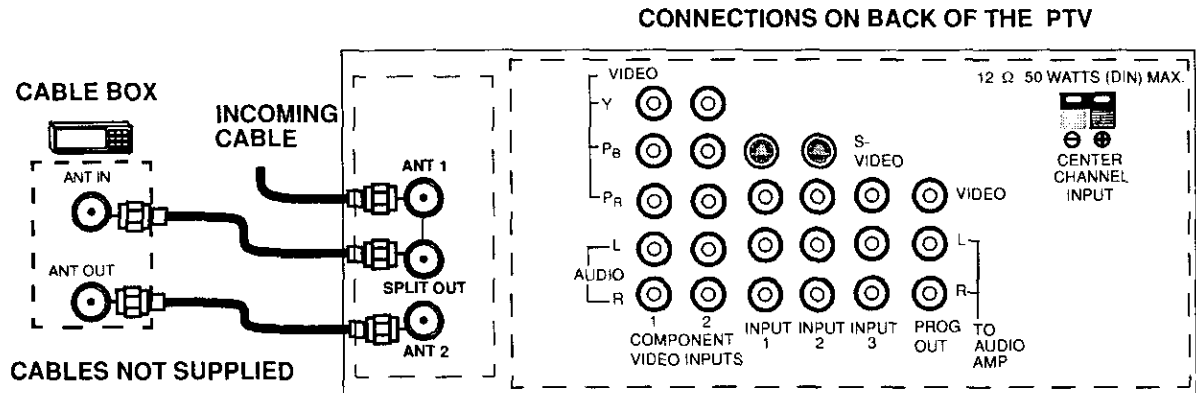 CONNECTIONS ON BACK OF THE PTV
CABLE BOX
ANT IN
ANT OUT
CABLES NOT SUPPLIED
INCOMING
CABLE
ANT 1
SPLIT OUT
ANT 2
VIDEO
Y
PB
PR
L
AUDIO
R
S-
VIDEO
VIDEO
L
R
1
2
COMPONENT
VIDEO INPUTS
INPUT
1
INPUT
2
INPUT
3
PROG
OUT
TO
AUDIO
AMP
12 Ω 50 WATTS (DIN) MAX.
⊖ ⊕
CENTER
CHANNEL
INPUT